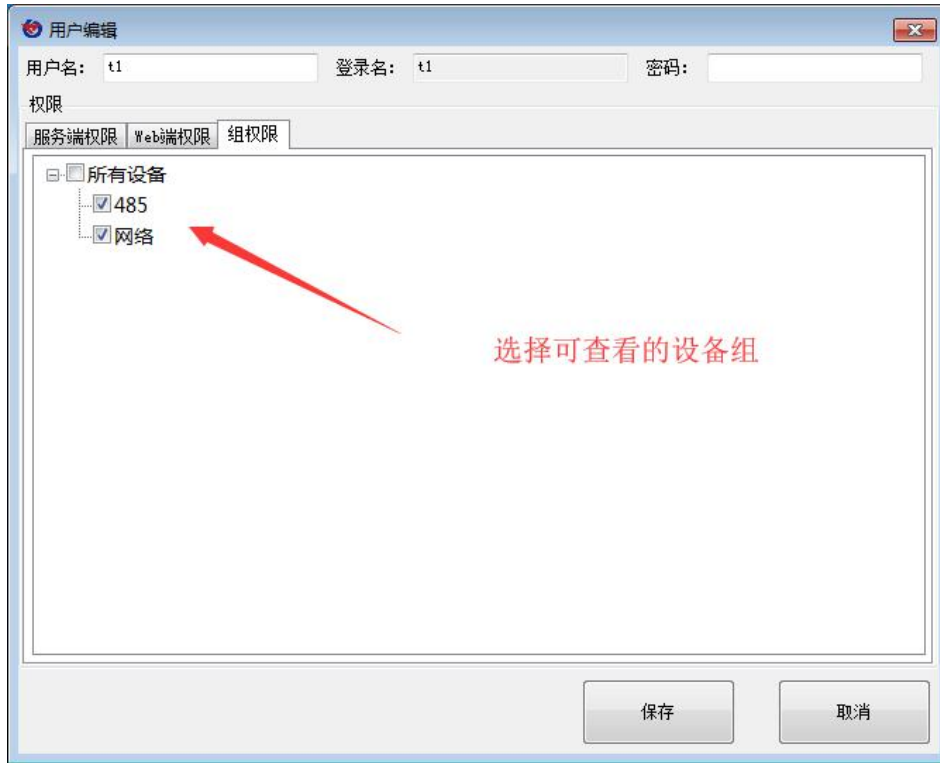 用户编辑
用户名: t1 登录名: t1 密码:
权限
服务端权限 Web端权限 组权限
所有设备
485
网络
选择可查看的设备组
保存 取消